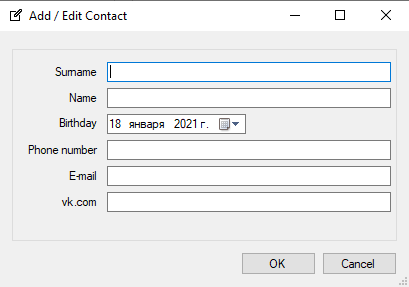 Add / Edit Contact
Surname
Name
Birthday 18 января 2021 г.
Phone number
E-mail
vk.com
OK Cancel